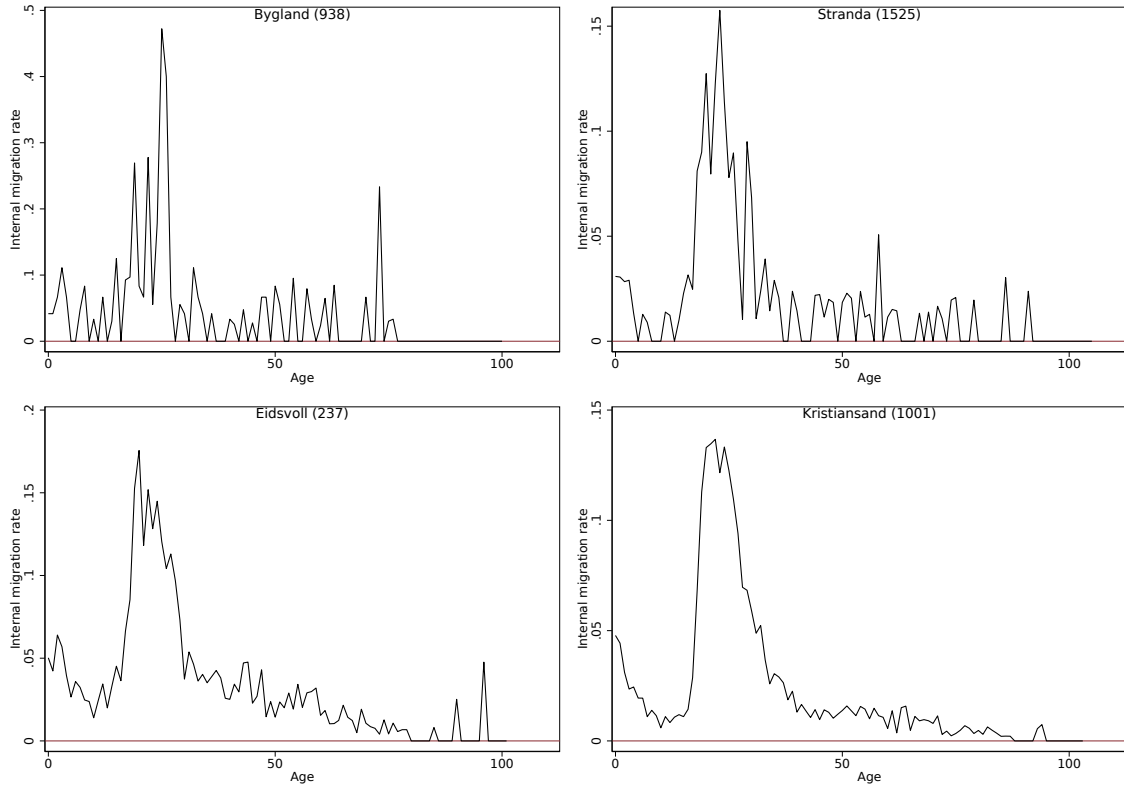 Bygland (938)
Internal migration rate
0 .1 .2 .3 .4 .5
0 50 100
Age
Stranda (1525)
Internal migration rate
0 .05 .1 .15
0 50 100
Age
Eidsvoll (237)
Internal migration rate
0 .05 .1 .15 .2
0 50 100
Age
Kristiansand (1001)
Internal migration rate
0 .05 .1 .15
0 50 100
Age